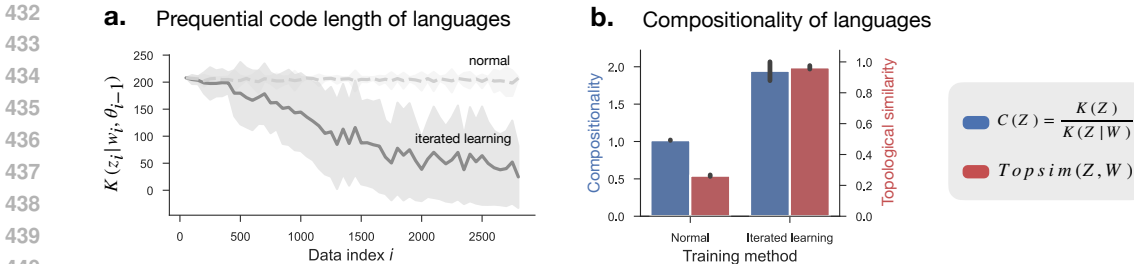 432
433
434
435
436
437
438
439
a. Prequential code length of languages
K(z_i|w_i, θ_{i−1})
250
200
150
100
50
0
normal
iterated learning
0 500 1000 1500 2000 2500
Data index i
b. Compositionality of languages
Compositionality
2.0
1.5
1.0
0.5
0.0
1.0
0.8
0.6
0.4
0.2
0.0
Topological similarity
Normal Iterated learning
Training method
C(Z) = K(Z) / K(Z|W)
Topsim(Z,W)